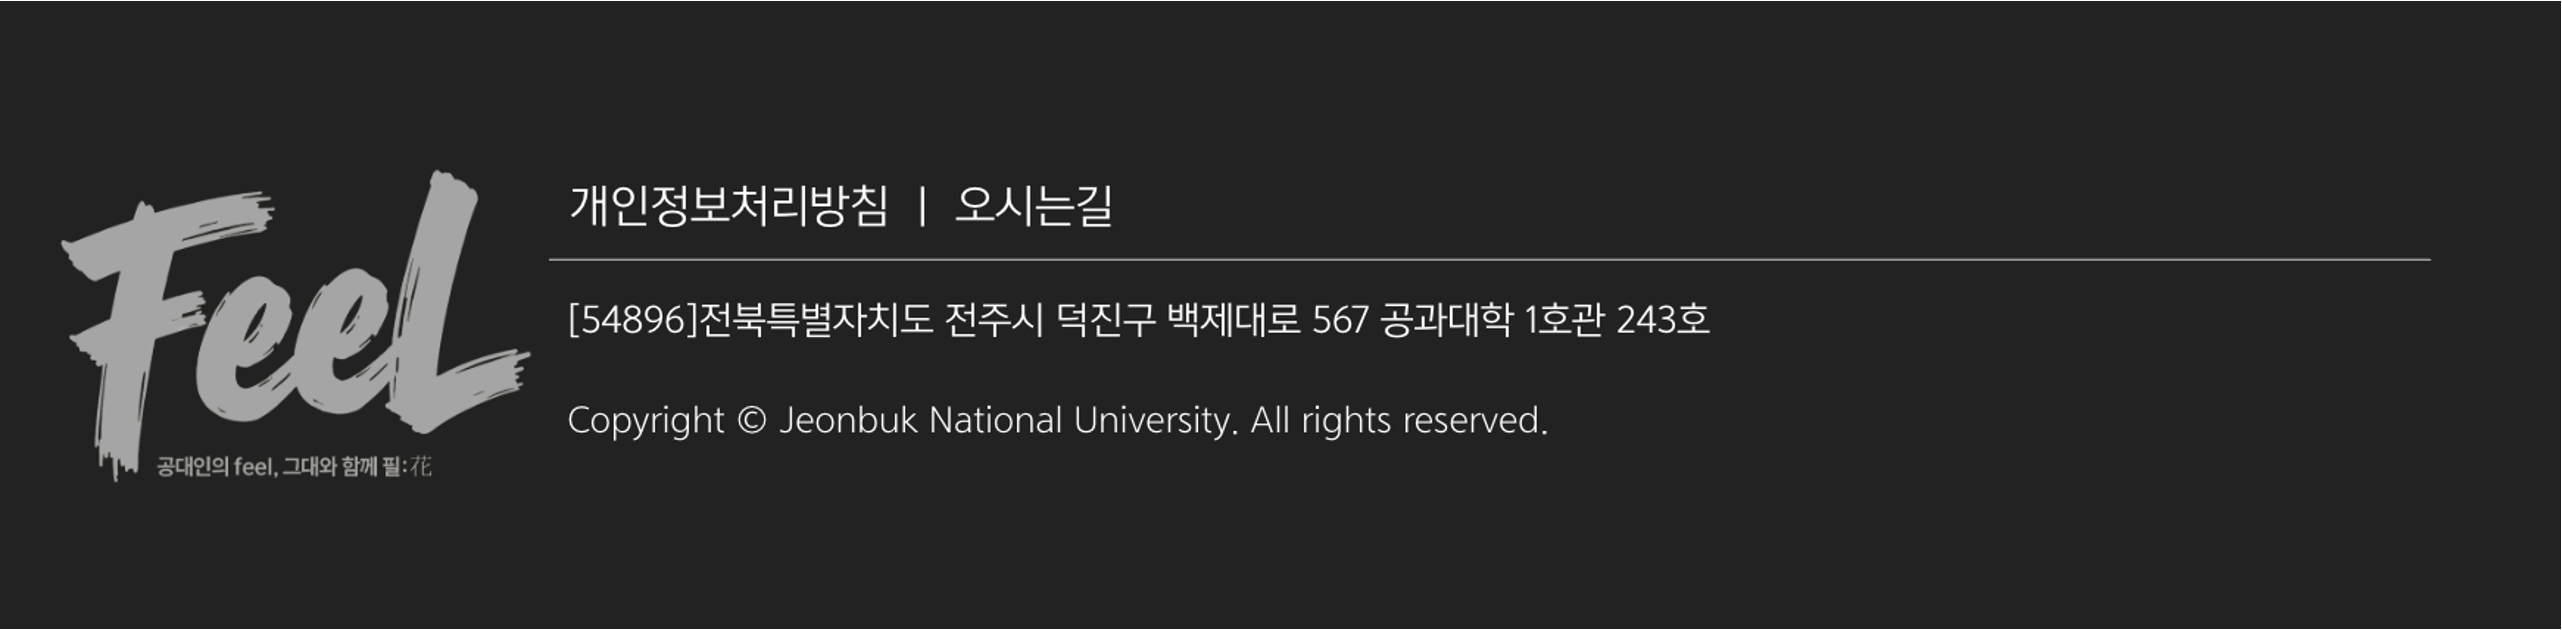 FeeL
공대인의 feel, 그대와 함께 필:花
개인정보처리방침 | 오시는길
[54896]전북특별자치도 전주시 덕진구 백제대로 567 공과대학 1호관 243호
Copyright © Jeonbuk National University. All rights reserved.